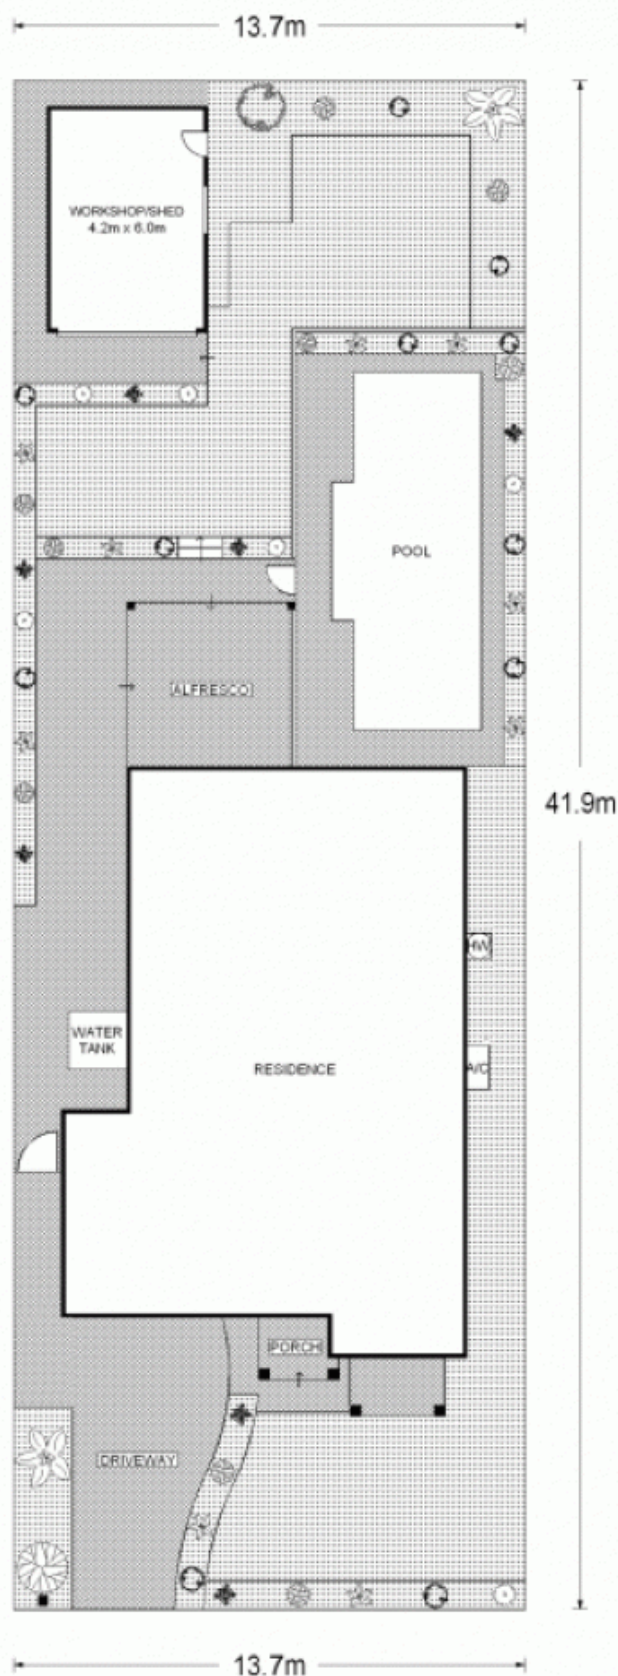 13.7m
WORKSHOP/SHED
4.2m x 6.0m
POOL
ALFRESCO
41.9m
HW
WATER
TANK
RESIDENCE
A/C
PORCH
DRIVEWAY
13.7m